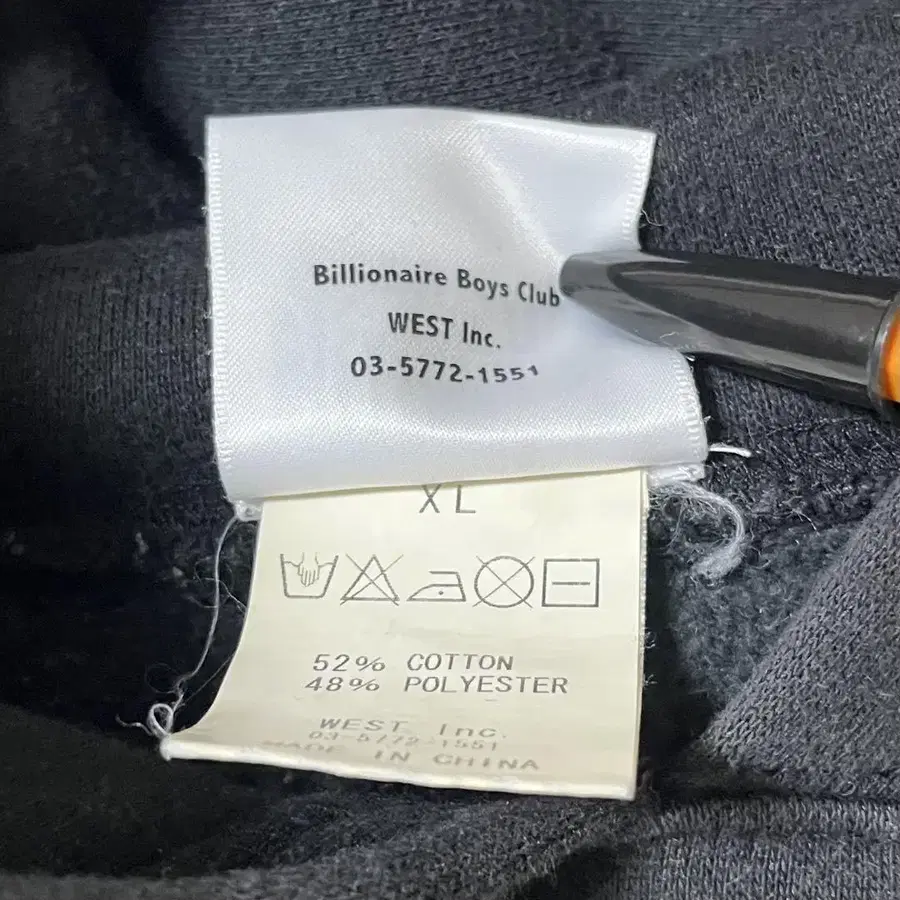 Billionaire Boys Club
WEST Inc.
03-5772-1551
XL
52% COTTON
48% POLYESTER
WEST Inc.
03-5772-1551
MADE IN CHINA